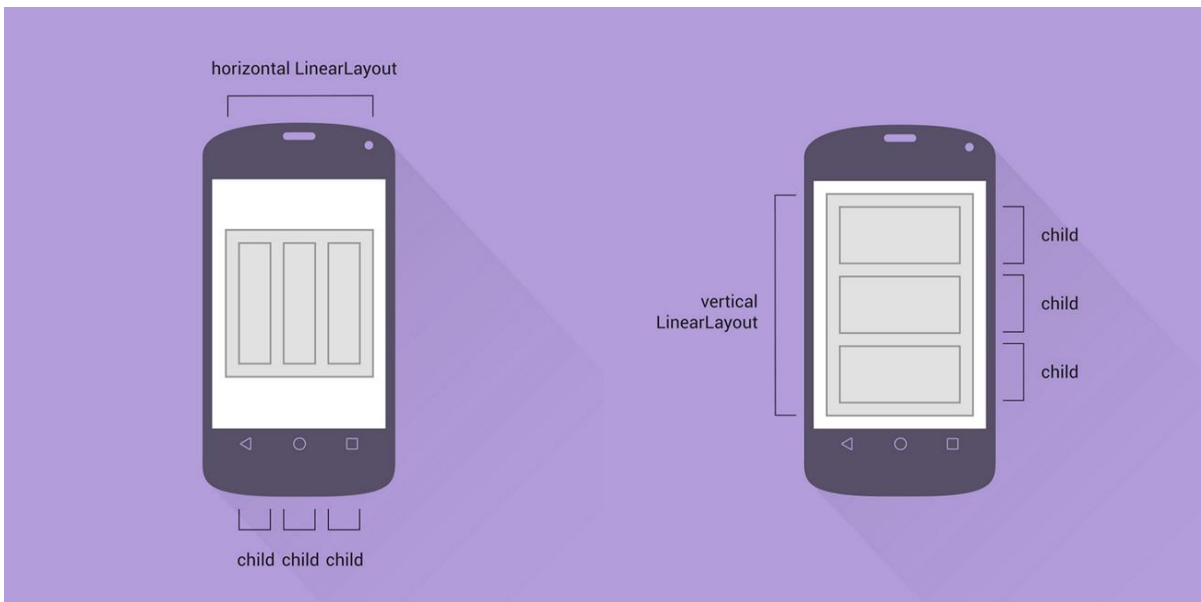 horizontal LinearLayout
child child child
vertical
LinearLayout
child
child
child